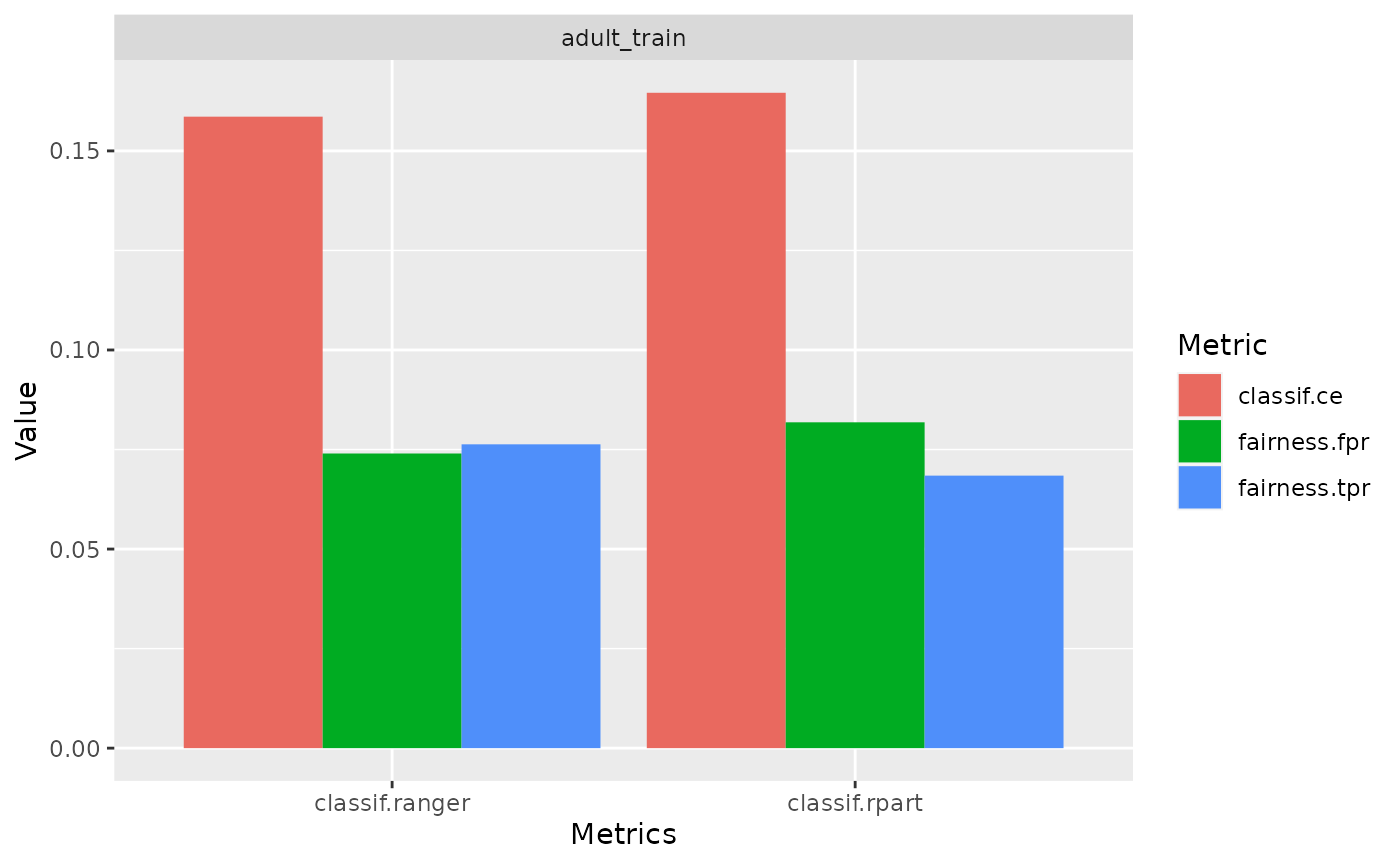 adult_train
0.15
0.10
0.05
0.00
Value
classif.ranger
classif.rpart
Metrics
Metric
classif.ce
fairness.fpr
fairness.tpr